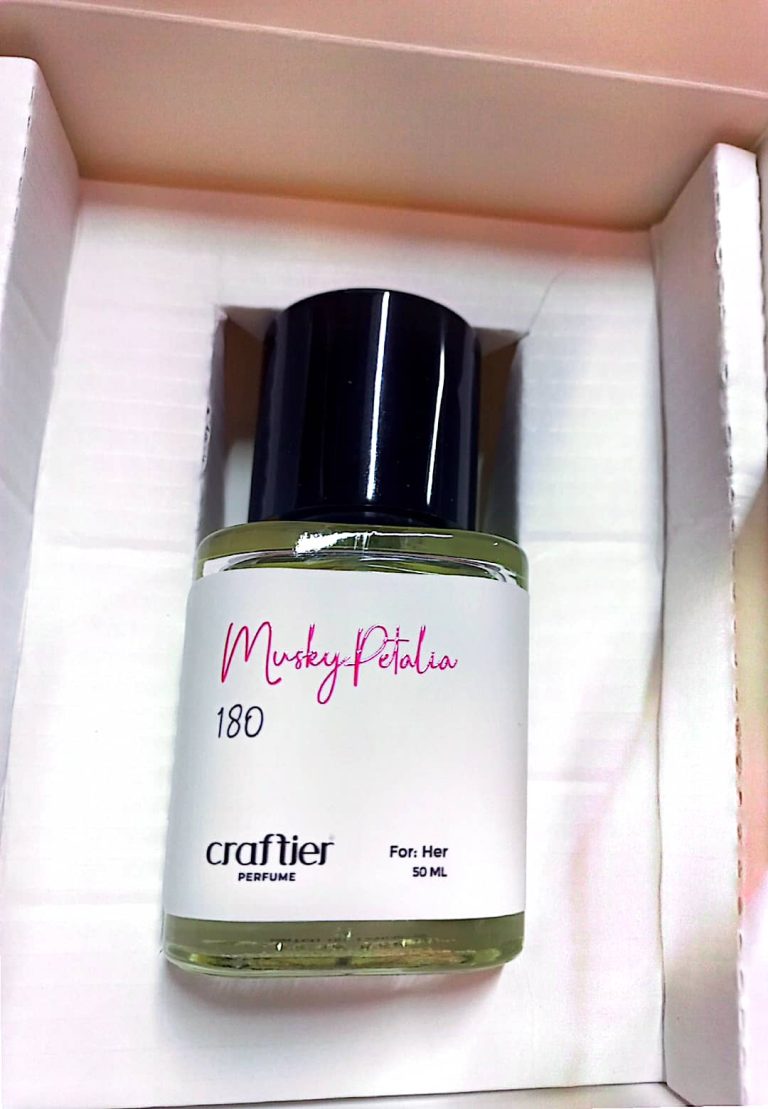 Musky Petalia
180
craftier
PERFUME
For: Her
50 ML